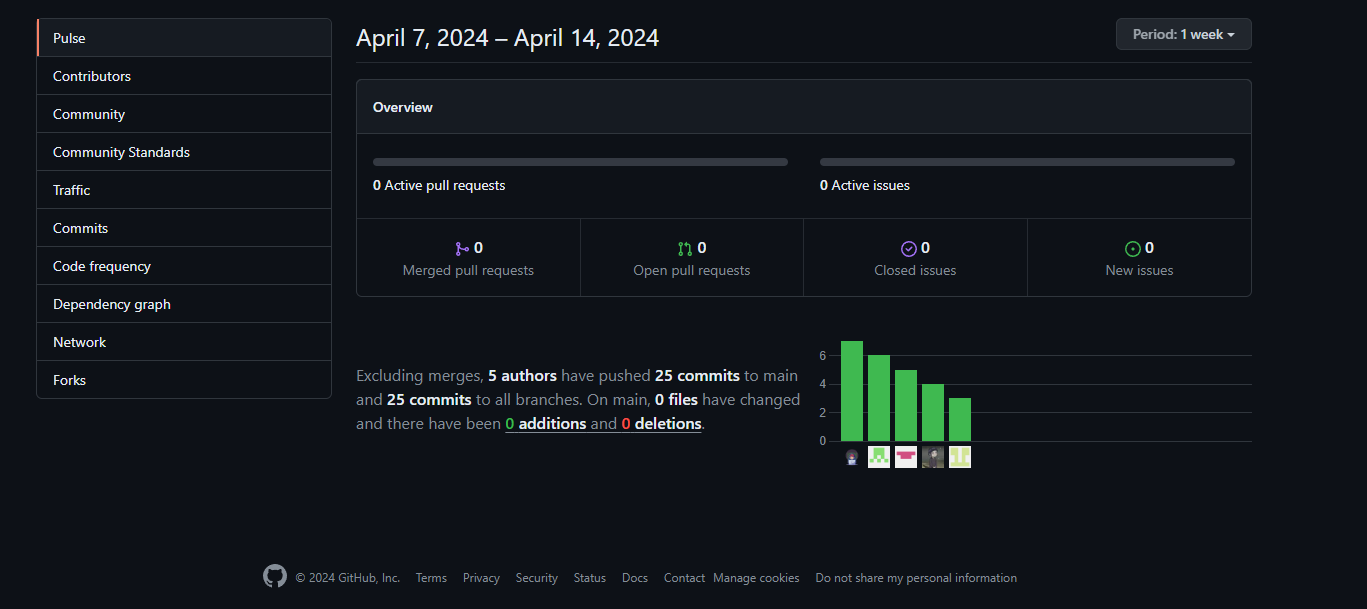 Pulse
Contributors
Community
Community Standards
Traffic
Commits
Code frequency
Dependency graph
Network
Forks
April 7, 2024 – April 14, 2024
Period: 1 week
Overview
0 Active pull requests
0 Active issues
0
Merged pull requests
0
Open pull requests
0
Closed issues
0
New issues
Excluding merges, 5 authors have pushed 25 commits to main
and 25 commits to all branches. On main, 0 files have changed
and there have been 0 additions and 0 deletions.
6
4
2
0
© 2024 GitHub, Inc. Terms Privacy Security Status Docs Contact Manage cookies Do not share my personal information